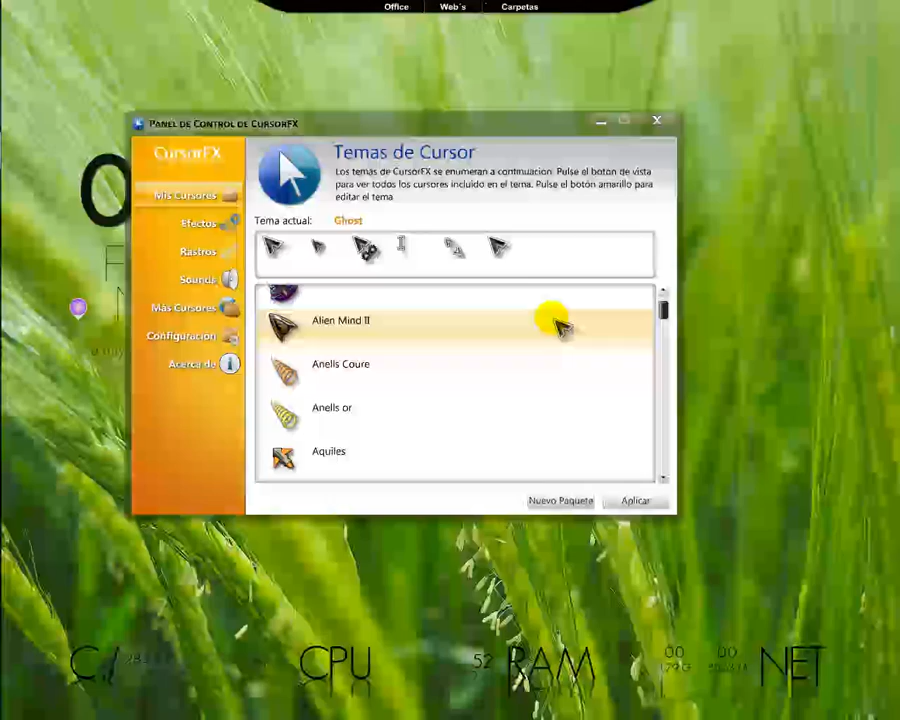 Office Web´s Carpetas
PANEL DE CONTROL DE CURSORFX
CursorFX
Mis Cursores
Efectos
Rastros
Sounds
Más Cursores
Configuración
Acerca de
Temas de Cursor
Los temas de CursorFX se enumeran a continuacion. Pulse el boton de vista
para ver todos los cursores incluido en el tema. Pulse el botón amarillo para
editar el tema
Tema actual: Ghost
Alien Mind II
Anells Coure
Anells or
Aquiles
Nuevo Paquete Aplicar
C:/ CPU 52 RAM 00 00 NET